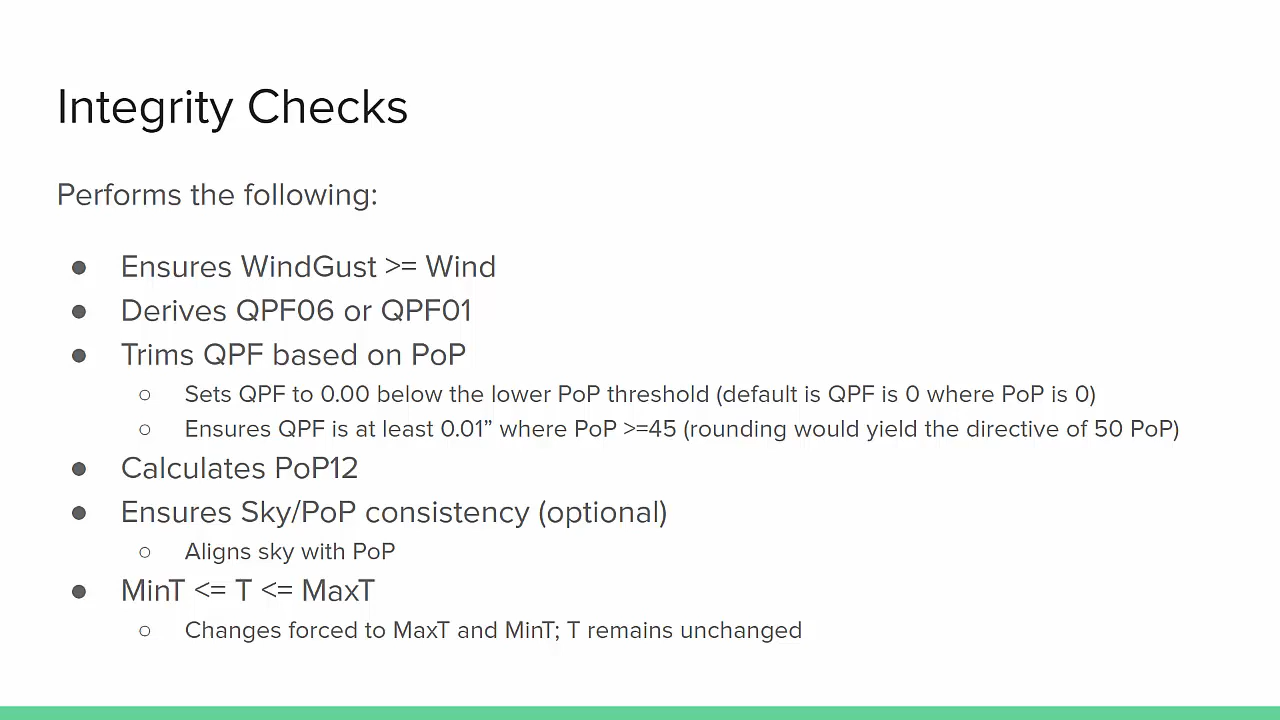 Integrity Checks
Performs the following:
● Ensures WindGust >= Wind
● Derives QPF06 or QPF01
● Trims QPF based on PoP
○ Sets QPF to 0.00 below the lower PoP threshold (default is QPF is 0 where PoP is 0)
○ Ensures QPF is at least 0.01” where PoP >=45 (rounding would yield the directive of 50 PoP)
● Calculates PoP12
● Ensures Sky/PoP consistency (optional)
○ Aligns sky with PoP
● MinT <= T <= MaxT
○ Changes forced to MaxT and MinT; T remains unchanged